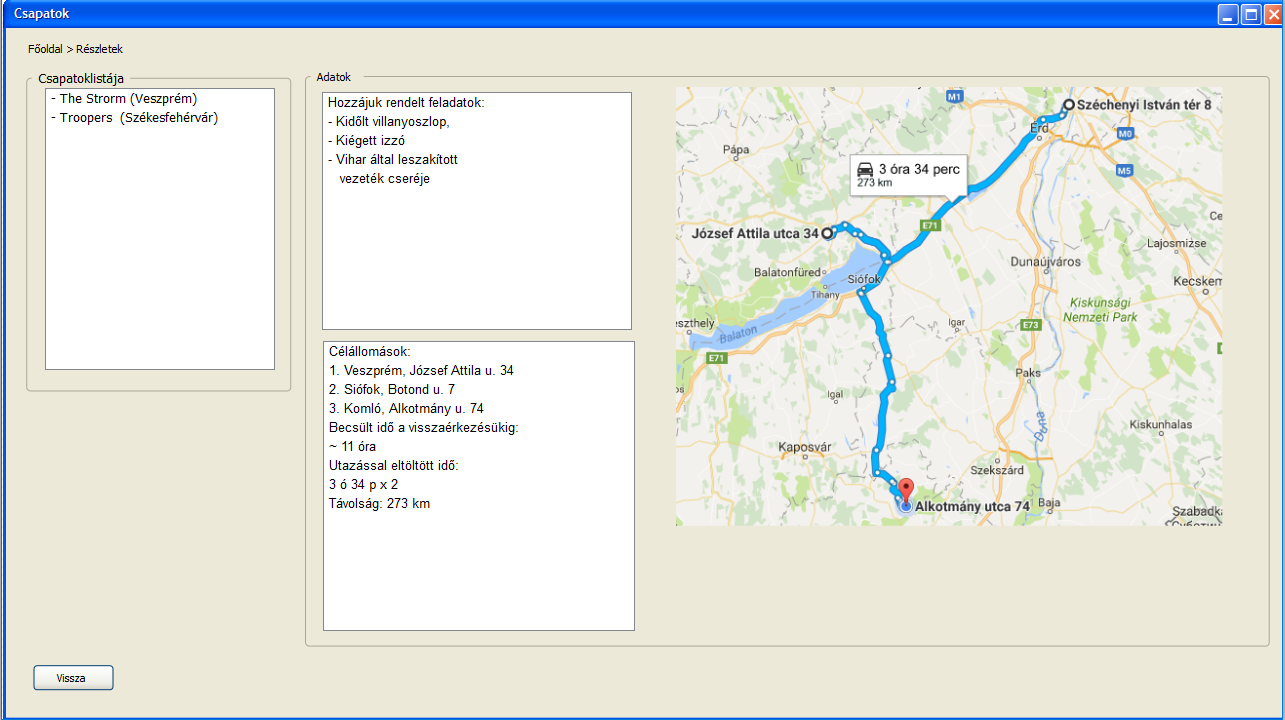 Csapatok
Főoldal > Részletek
Csapatoklistája
- The Strorm (Veszprém)
- Troopers (Székesfehérvár)
Adatok
Hozzájuk rendelt feladatok:
- Kidőlt villanyoszlop,
- Kiégett izzó
- Vihar által leszakított
vezeték cseréje
Célállomások:
1. Veszprém, József Attila u. 34
2. Siófok, Botond u. 7
3. Komló, Alkotmány u. 74
Becsült idő a visszaérkezésükig:
~ 11 óra
Utazással eltöltött idő:
3 ó 34 p x 2
Távolság: 273 km
M1
Széchenyi István tér 8
Érd
M0
Pápa
3 óra 34 perc
273 km
M5
E71
József Attila utca 34
Ce
Lajosmizse
Balatonfüred
Siófok
Dunaújváros
Tihany
Kecskem
Kiskunsági
Nemzeti Park
eszthely
Balaton
Igar
E73
E71
Paks
Igal
Duna
Kiskunhalas
Kaposvár
Szekszárd
Alkotmány utca 74
Baja
Szabadka
Суботиц
Vissza